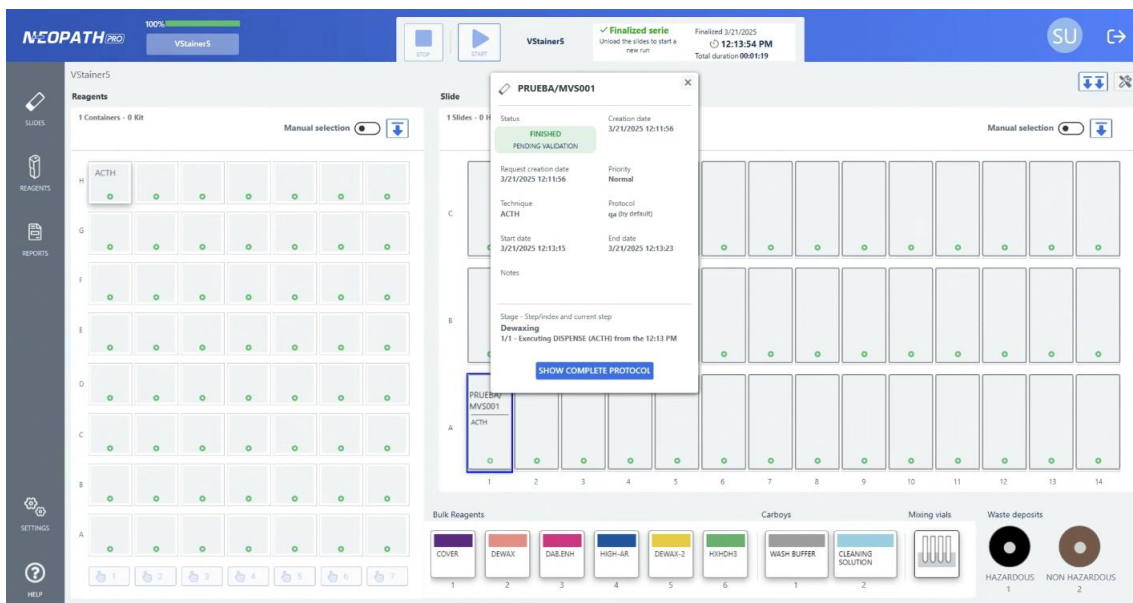 NEOPATH PRO
100%
VStainer5
STOP
START
VStainer5
✓ Finalized serie
Unload the slides to start a
new run
Finalized 3/21/2025
12:13:54 PM
Total duration 00:01:19
SU
VStainer5
SLIDES
REAGENTS
REPORTS
SETTINGS
HELP
Reagents
1 Containers - 0 Kit
Manual selection
H
ACTH
G
F
E
D
C
B
A
1 2 3 4 5 6 7
Slide
1 Slides - 0 H
Manual selection
PRUEBA/MVS001
Status
FINISHED
PENDING VALIDATION
Creation date
3/21/2025 12:11:56
Request creation date
3/21/2025 12:11:56
Priority
Normal
Technique
ACTH
Protocol
qa (by default)
Start date
3/21/2025 12:13:15
End date
3/21/2025 12:13:23
Notes
Stage - Step/index and current step
Dewaxing
1/1 - Executing DISPENSE (ACTH) from the 12:13 PM
SHOW COMPLETE PROTOCOL
C
B
A
PRUEBA/
MVS001
ACTH
1 2 3 4 5 6 7 8 9 10 11 12 13 14
Bulk Reagents
COVER
DEWAX
DAB.ENH
HIGH-AR
DEWAX-2
HXHDH3
1 2 3 4 5 6
Carboys
WASH BUFFER
CLEANING
SOLUTION
1 2
Mixing vials
Waste deposits
HAZARDOUS
1
NON HAZARDOUS
2